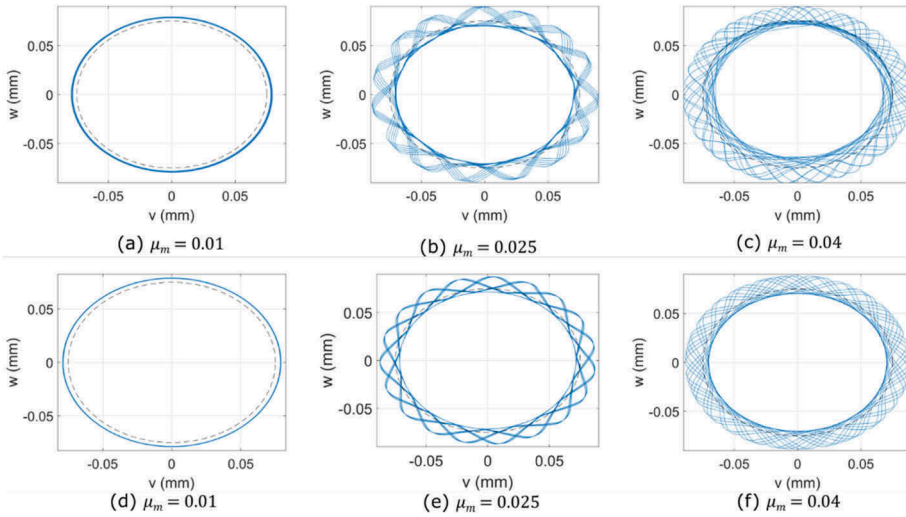 0.05
0
-0.05
w (mm)
-0.05 0 0.05
v (mm)
(a) μₘ = 0.01
0.05
0
-0.05
w (mm)
-0.05 0 0.05
v (mm)
(b) μₘ = 0.025
0.05
0
-0.05
w (mm)
-0.05 0 0.05
v (mm)
(c) μₘ = 0.04
0.05
0
-0.05
w (mm)
-0.05 0 0.05
v (mm)
(d) μₘ = 0.01
0.05
0
-0.05
w (mm)
-0.05 0 0.05
v (mm)
(e) μₘ = 0.025
0.05
0
-0.05
w (mm)
-0.05 0 0.05
v (mm)
(f) μₘ = 0.04